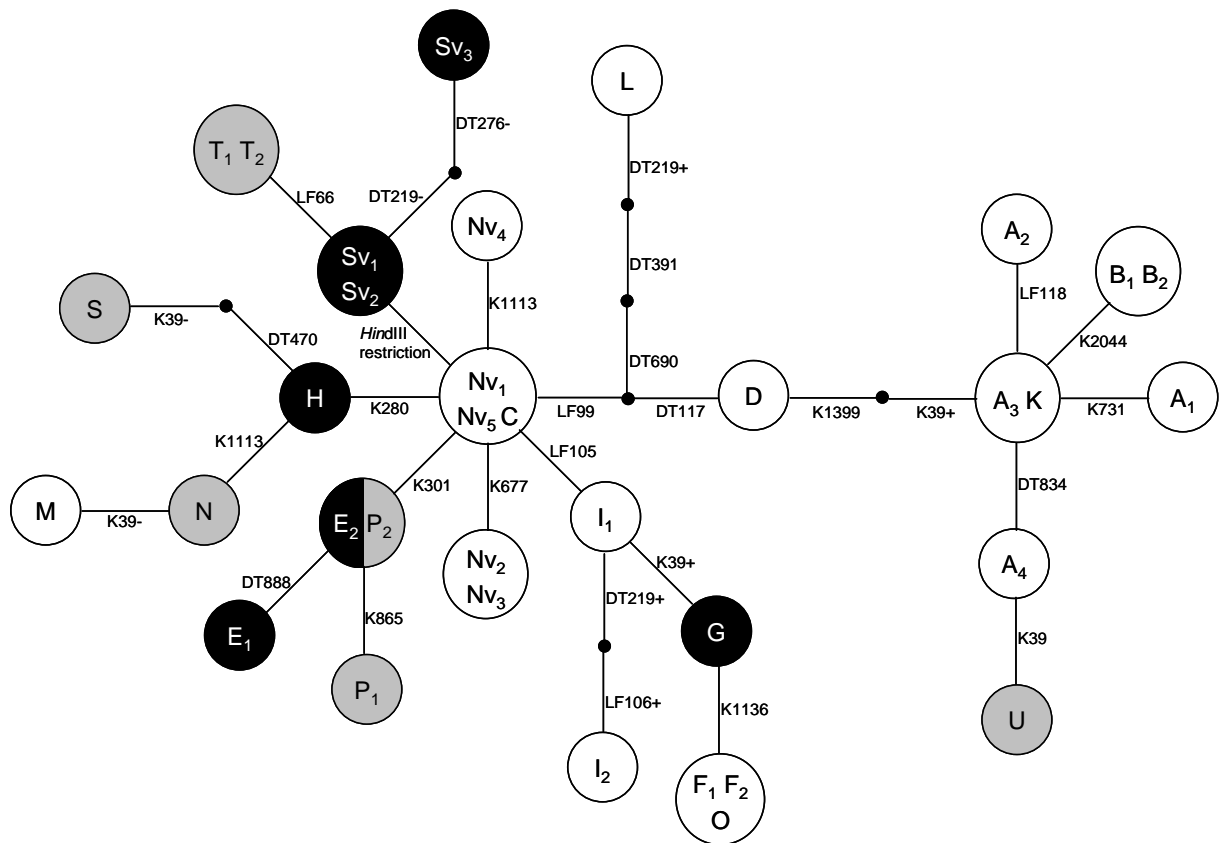 Sv₃
L
DT276-
T₁ T₂
DT219+
LF66
DT219-
Nv₄
A₂
Sv₁
Sv₂
B₁ B₂
DT391
LF118
S
K39-
K1113
DT470
HindIII
restriction
K2044
DT690
Nv₁
Nv₅ C
H
K280
LF99
DT117
D
K1399
K39+
A₃ K
K731
A₁
K1113
LF105
K301
K677
DT834
M
K39-
N
E₂ P₂
I₁
K39+
A₄
Nv₂
Nv₃
DT888
DT219+
K865
E₁
G
K39
P₁
LF106+
K1136
U
I₂
F₁ F₂
O